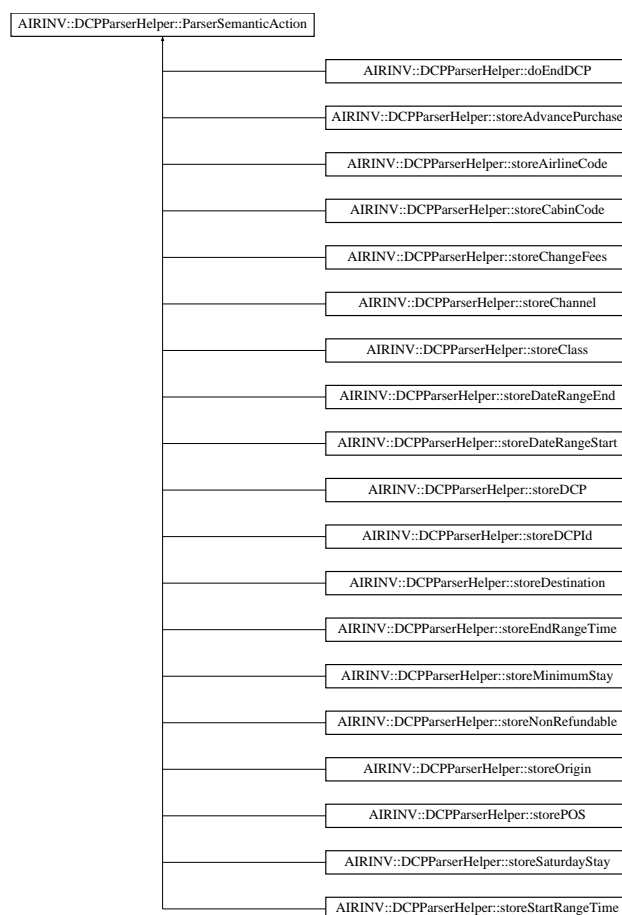 AIRINV::DCPParserHelper::ParserSemanticAction
AIRINV::DCPParserHelper::doEndDCP
AIRINV::DCPParserHelper::storeAdvancePurchase
AIRINV::DCPParserHelper::storeAirlineCode
AIRINV::DCPParserHelper::storeCabinCode
AIRINV::DCPParserHelper::storeChangeFees
AIRINV::DCPParserHelper::storeChannel
AIRINV::DCPParserHelper::storeClass
AIRINV::DCPParserHelper::storeDateRangeEnd
AIRINV::DCPParserHelper::storeDateRangeStart
AIRINV::DCPParserHelper::storeDCP
AIRINV::DCPParserHelper::storeDCPId
AIRINV::DCPParserHelper::storeDestination
AIRINV::DCPParserHelper::storeEndRangeTime
AIRINV::DCPParserHelper::storeMinimumStay
AIRINV::DCPParserHelper::storeNonRefundable
AIRINV::DCPParserHelper::storeOrigin
AIRINV::DCPParserHelper::storePOS
AIRINV::DCPParserHelper::storeSaturdayStay
AIRINV::DCPParserHelper::storeStartRangeTime